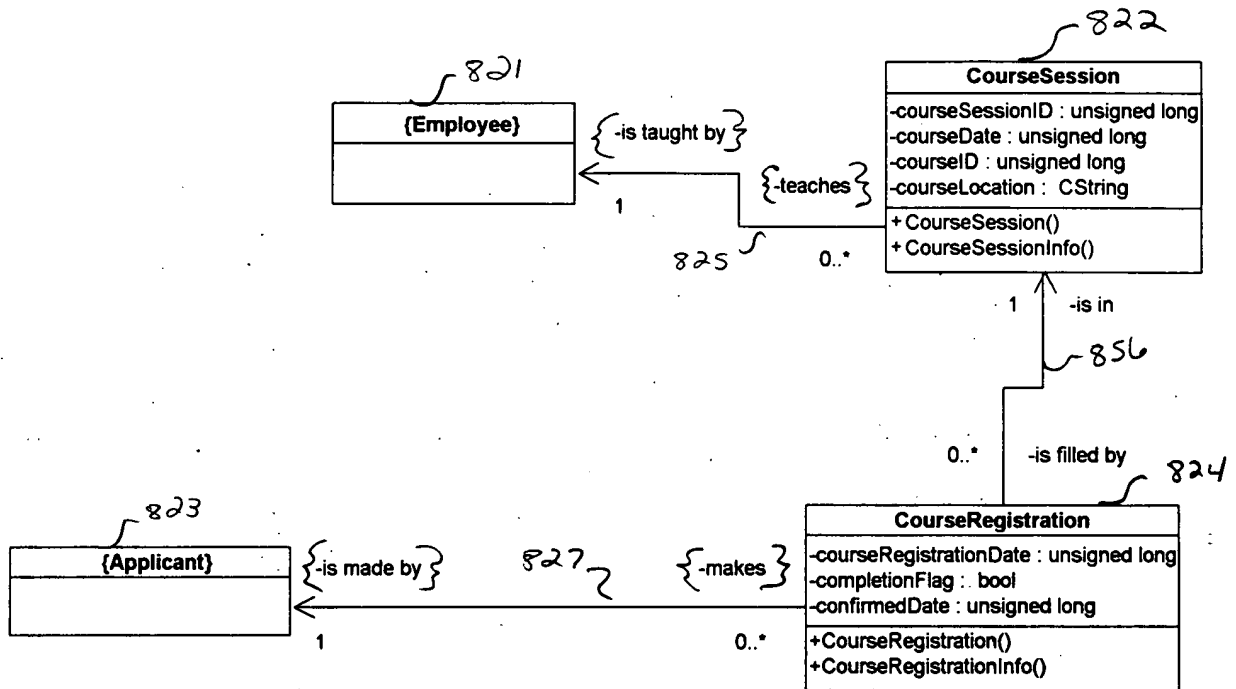 822
821
CourseSession
-courseSessionID : unsigned long
-courseDate : unsigned long
-courseID : unsigned long
-courseLocation : CString
+ CourseSession()
+ CourseSessionInfo()
{Employee}
{-is taught by}
{-teaches}
1
825
0..*
1
-is in
856
0..*
-is filled by
824
823
{Applicant}
{-is made by}
827
{-makes}
1
0..*
CourseRegistration
-courseRegistrationDate : unsigned long
-completionFlag : bool
-confirmedDate : unsigned long
+CourseRegistration()
+CourseRegistrationInfo()